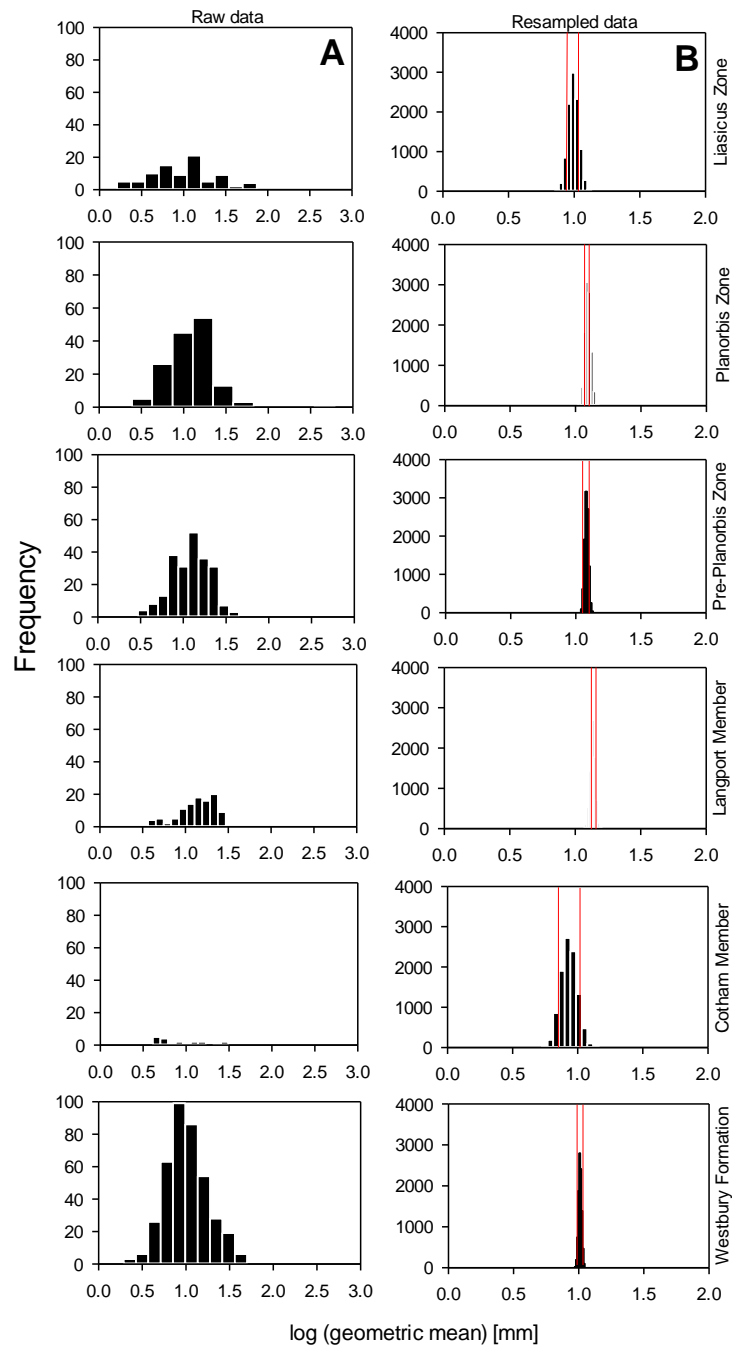 Raw data
Resampled data
A
B
100
80
60
40
20
0
0.0 0.5 1.0 1.5 2.0 2.5 3.0
4000
3000
2000
1000
0
0.0 0.5 1.0 1.5 2.0
Liasicus Zone
100
80
60
40
20
0
0.0 0.5 1.0 1.5 2.0 2.5 3.0
4000
3000
2000
1000
0
0.0 0.5 1.0 1.5 2.0
Planorbis Zone
100
80
60
40
20
0
0.0 0.5 1.0 1.5 2.0 2.5 3.0
4000
3000
2000
1000
0
0.0 0.5 1.0 1.5 2.0
Pre-Planorbis Zone
Frequency
100
80
60
40
20
0
0.0 0.5 1.0 1.5 2.0 2.5 3.0
4000
3000
2000
1000
0
0.0 0.5 1.0 1.5 2.0
Langport Member
100
80
60
40
20
0
0.0 0.5 1.0 1.5 2.0 2.5 3.0
4000
3000
2000
1000
0
0.0 0.5 1.0 1.5 2.0
Cotham Member
100
80
60
40
20
0
0.0 0.5 1.0 1.5 2.0 2.5 3.0
4000
3000
2000
1000
0
0.0 0.5 1.0 1.5 2.0
Westbury Formation
log (geometric mean) [mm]